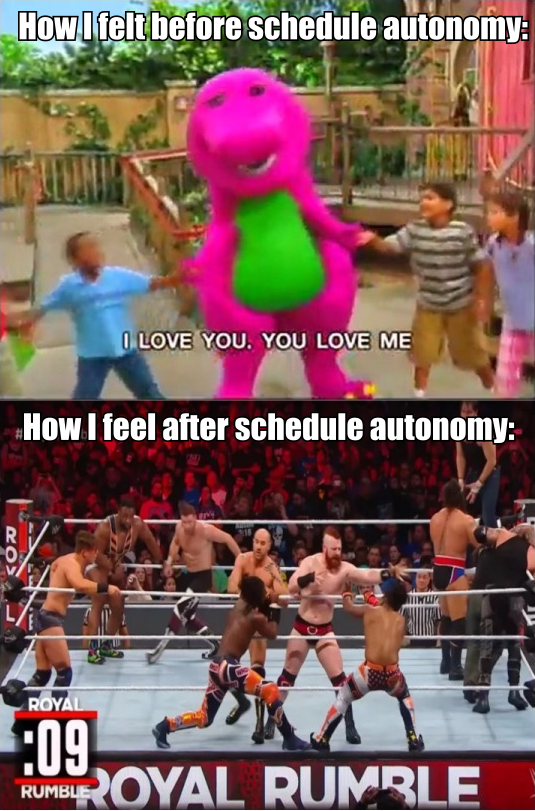 How I felt before schedule autonomy:
I LOVE YOU. YOU LOVE ME
How I feel after schedule autonomy:
ROYAL
:09
RUMBLE
ROYAL RUMBLE